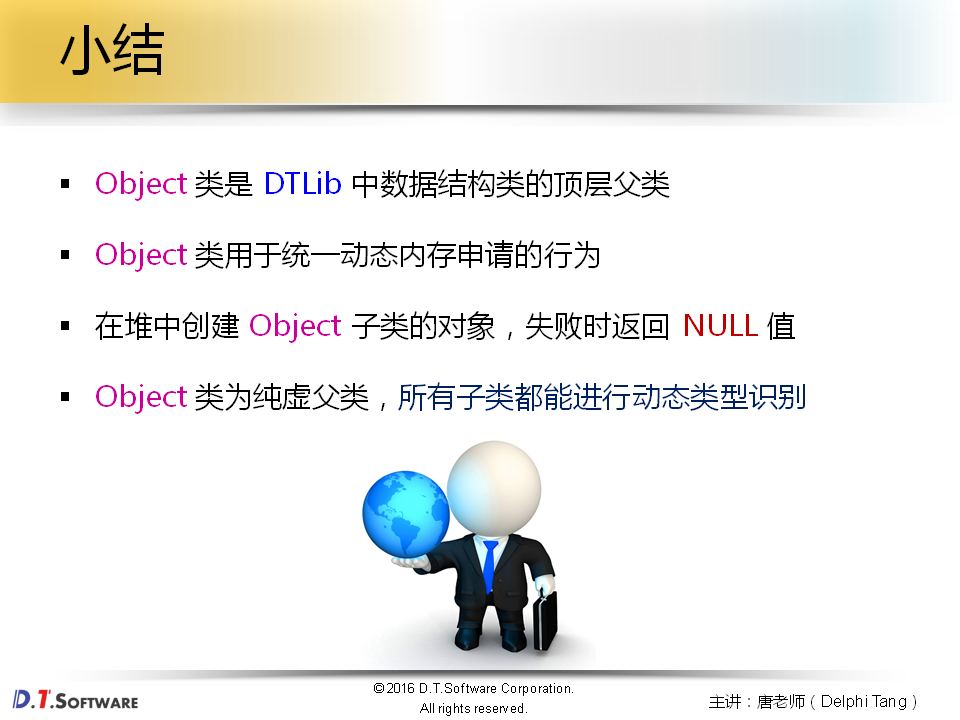 小结
▪ Object 类是 DTLib 中数据结构类的顶层父类
▪ Object 类用于统一动态内存申请的行为
▪ 在堆中创建 Object 子类的对象，失败时返回 NULL 值
▪ Object 类为纯虚父类，所有子类都能进行动态类型识别
D.T.SOFTWARE
©2016 D.T.Software Corporation.
All rights reserved.
主讲：唐老师（Delphi Tang）